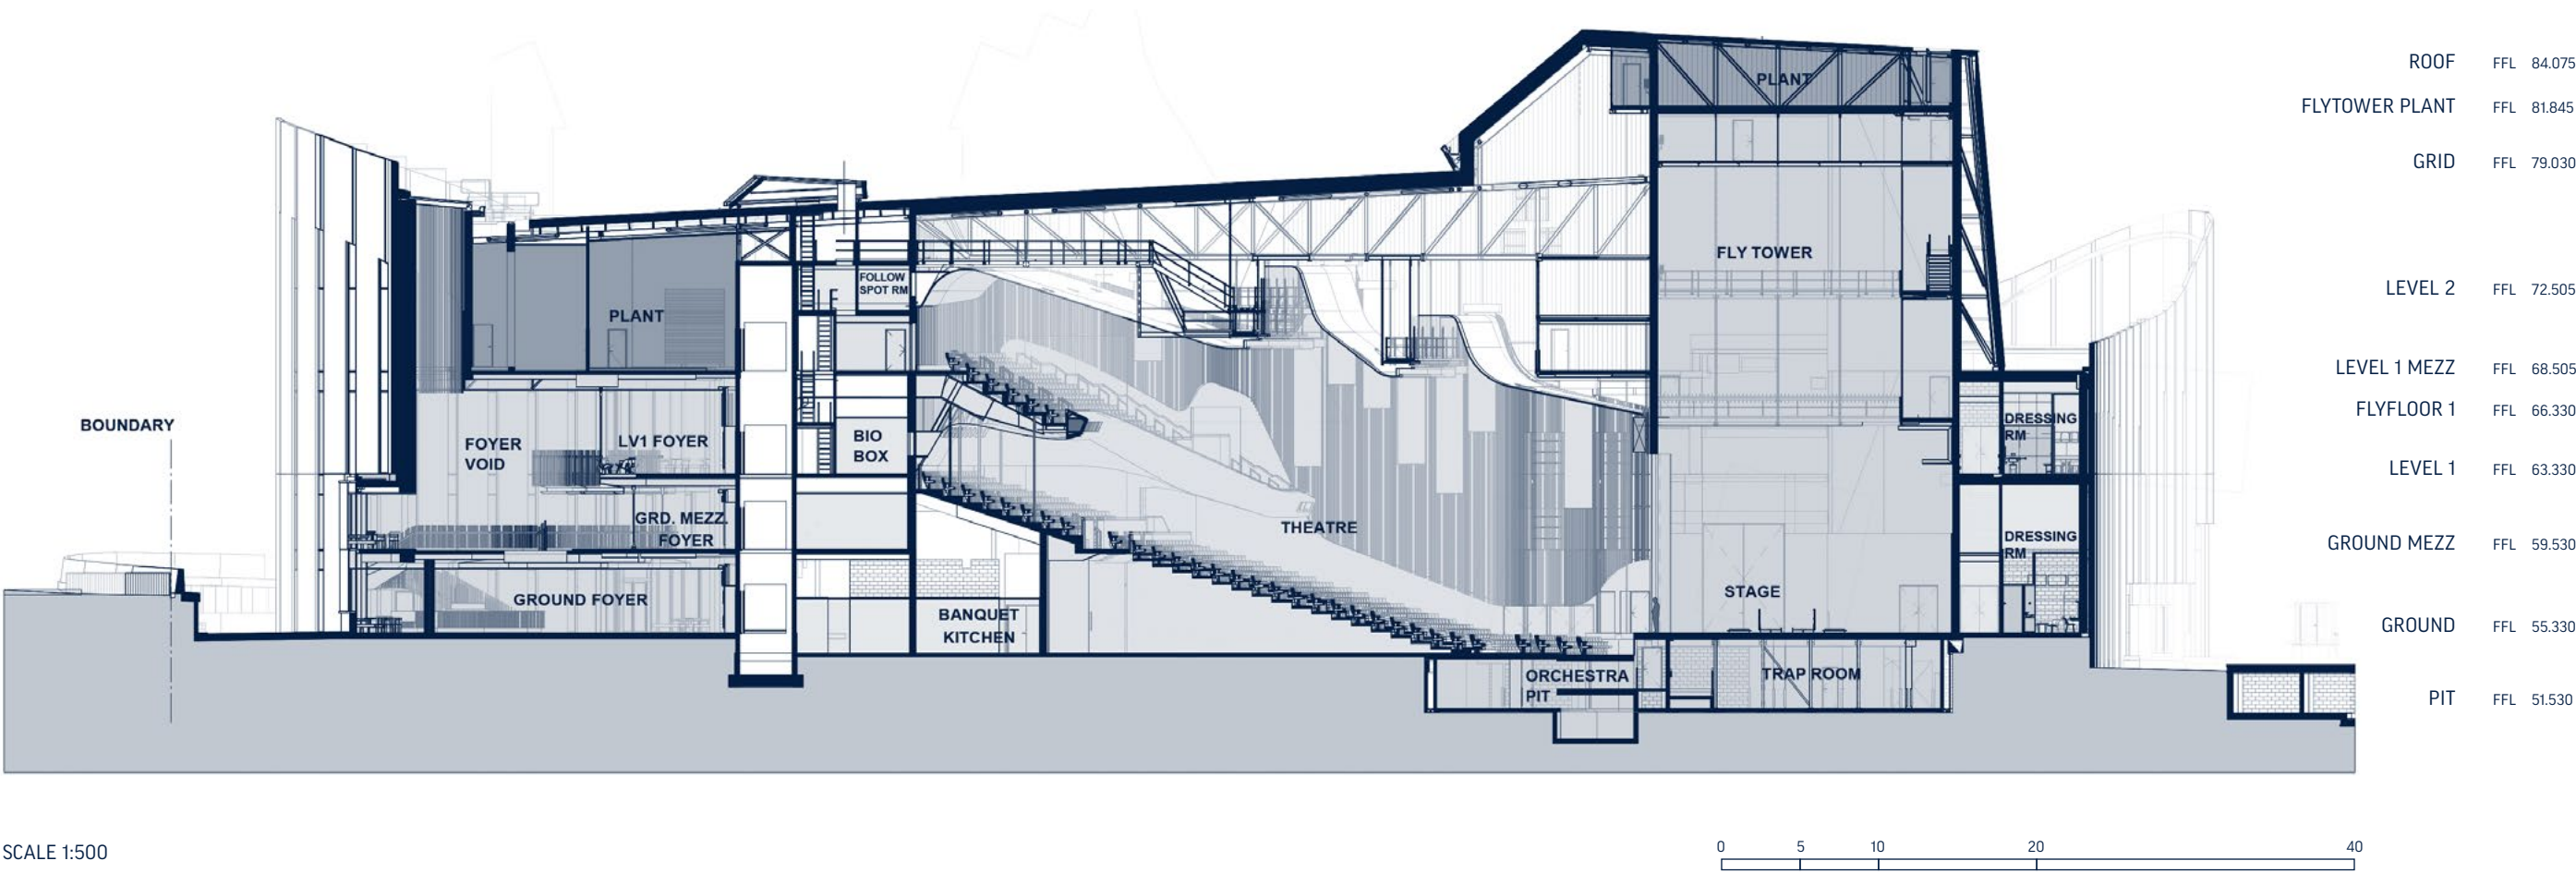 ROOF FFL 84.075
PLANT
FLYTOWER PLANT FFL 81.845
GRID FFL 79.030
FLY TOWER
FOLLOW
SPOT RM
LEVEL 2 FFL 72.505
PLANT
LEVEL 1 MEZZ FFL 68.505
FLYFLOOR 1 FFL 66.330
BOUNDARY
DRESSING
RM
FOYER
VOID
LV1 FOYER
BIO
BOX
LEVEL 1 FFL 63.330
GRD. MEZZ.
FOYER
THEATRE
DRESSING
RM
GROUND MEZZ FFL 59.530
GROUND FOYER
STAGE
BANQUET
KITCHEN
GROUND FFL 55.330
ORCHESTRA
PIT
TRAP ROOM
PIT FFL 51.530
SCALE 1:500
0 5 10 20 40